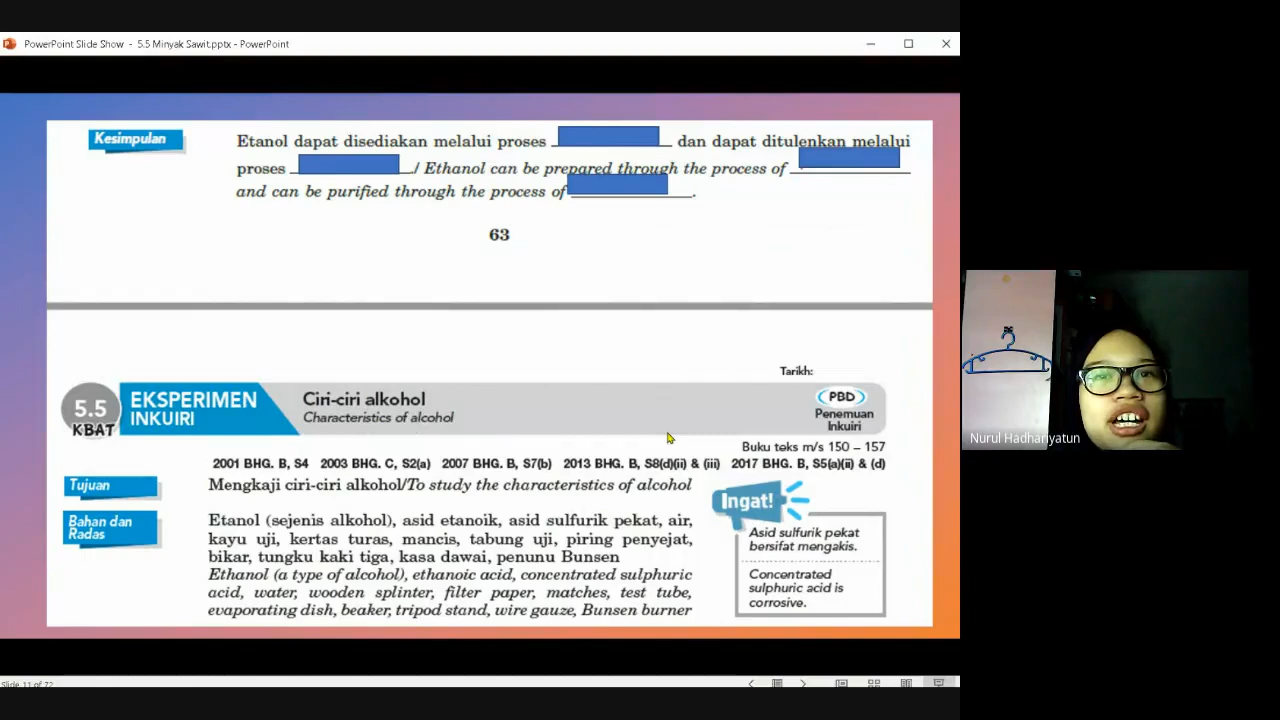 PowerPoint Slide Show - 5.5 Minyak Sawit.pptx - PowerPoint
Kesimpulan
Etanol dapat disediakan melalui proses dan dapat ditulenkan melalui
proses ./ Ethanol can be prepared through the process of
and can be purified through the process of .
63
Tarikh:
5.5
KBAT
EKSPERIMEN
INKUIRI
Ciri-ciri alkohol
Characteristics of alcohol
PBD
Penemuan
Inkuiri
Buku teks m/s 150 – 157
2001 BHG. B, S4 2003 BHG. C, S2(a) 2007 BHG. B, S7(b) 2013 BHG. B, S8(d)(ii) & (iii) 2017 BHG. B, S5(a)(ii) & (d)
Tujuan
Mengkaji ciri-ciri alkohol/To study the characteristics of alcohol
Bahan dan
Radas
Etanol (sejenis alkohol), asid etanoik, asid sulfurik pekat, air,
kayu uji, kertas turas, mancis, tabung uji, piring penyejat,
bikar, tungku kaki tiga, kasa dawai, penunu Bunsen
Ethanol (a type of alcohol), ethanoic acid, concentrated sulphuric
acid, water, wooden splinter, filter paper, matches, test tube,
evaporating dish, beaker, tripod stand, wire gauze, Bunsen burner
Ingat!
Asid sulfurik pekat
bersifat mengakis.
Concentrated
sulphuric acid is
corrosive.
Nurul Hadhariyatun
Slide 11 of 72